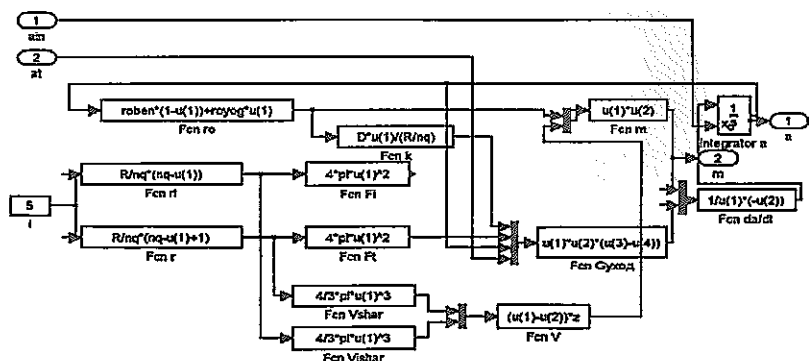 1
ain
2
at
roben*(1-u(1))+royog*u(1)
Fcn ro
u(1)*u(2)
Fcn m
1
Integrator a
1
a
D*u(1)/(R/nq)
Fcn k
2
m
R/nq*(nq-u(1))
Fcn ri
4*pi*u(1)^2
Fcn Fi
1/u(1)*(-u(2))
Fcn da/dt
5
i
R/nq*(nq-u(1)+1)
Fcn r
4*pi*u(1)^2
Fcn Ft
u(1)*u(2)*(u(3)-u(4))
Fcn Gуход
4/3*pi*u(1)^3
Fcn Vshar
(u(1)-u(2))*z
Fcn V
4/3*pi*u(1)^3
Fcn Vishar